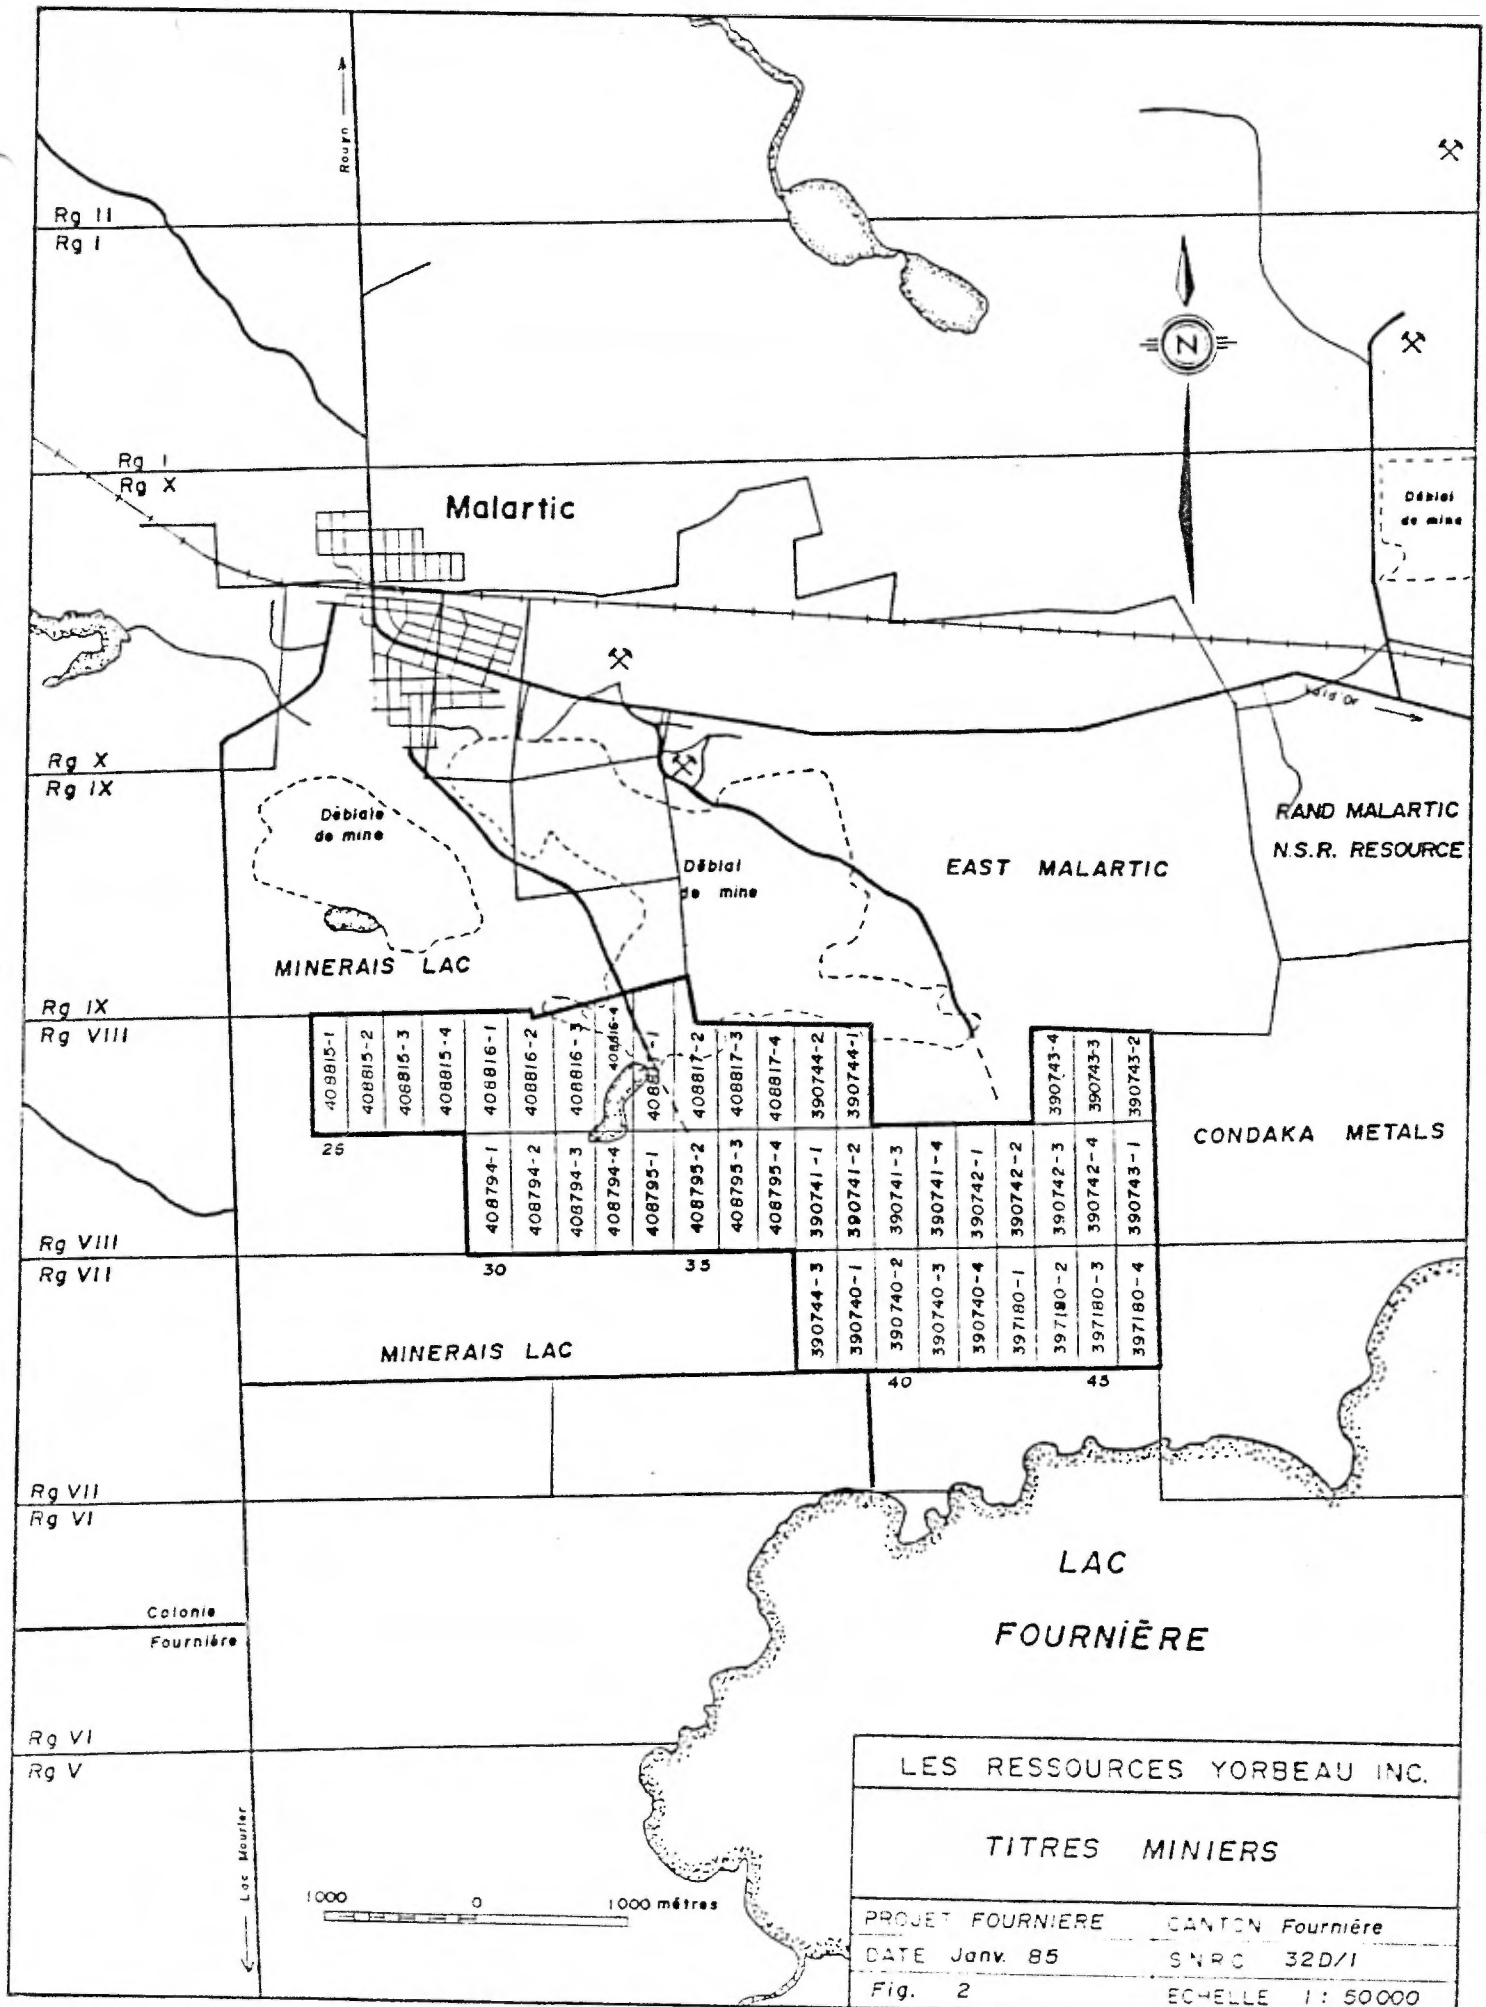 Rouyn
Rg II
Rg I
N
Rg I
Rg X
Malartic
Déblai
de mine
Val d'Or
Rg X
Rg IX
Déblais
de mine
Déblai
de mine
EAST MALARTIC
RAND MALARTIC
N.S.R. RESOURCE
MINERAIS LAC
Rg IX
Rg VIII
408815-1
408815-2
408815-3
408815-4
408816-1
408816-2
408816-3
408816-4
408817-2
408817-3
408817-4
390744-2
390744-1
390743-4
390743-3
390743-2
25
408794-1
408794-2
408794-3
408794-4
408795-1
408795-2
408795-3
408795-4
390741-1
390741-2
390741-3
390741-4
390742-1
390742-2
390742-3
390742-4
390743-1
CONDAKA METALS
Rg VIII
Rg VII
30
35
390744-3
390740-1
390740-2
390740-3
390740-4
397180-1
397180-2
397180-3
397180-4
MINERAIS LAC
40
45
Rg VII
Rg VI
LAC
FOURNIÈRE
Colonie
Fournière
Rg VI
Rg V
Lac Mourier
1000 0 1000 mètres
LES RESSOURCES YORBEAU INC.
TITRES MINIERS
PROJET FOURNIERE CANTON Fournière
DATE Janv. 85 SNRC 32D/1
Fig. 2 ECHELLE 1 : 50000